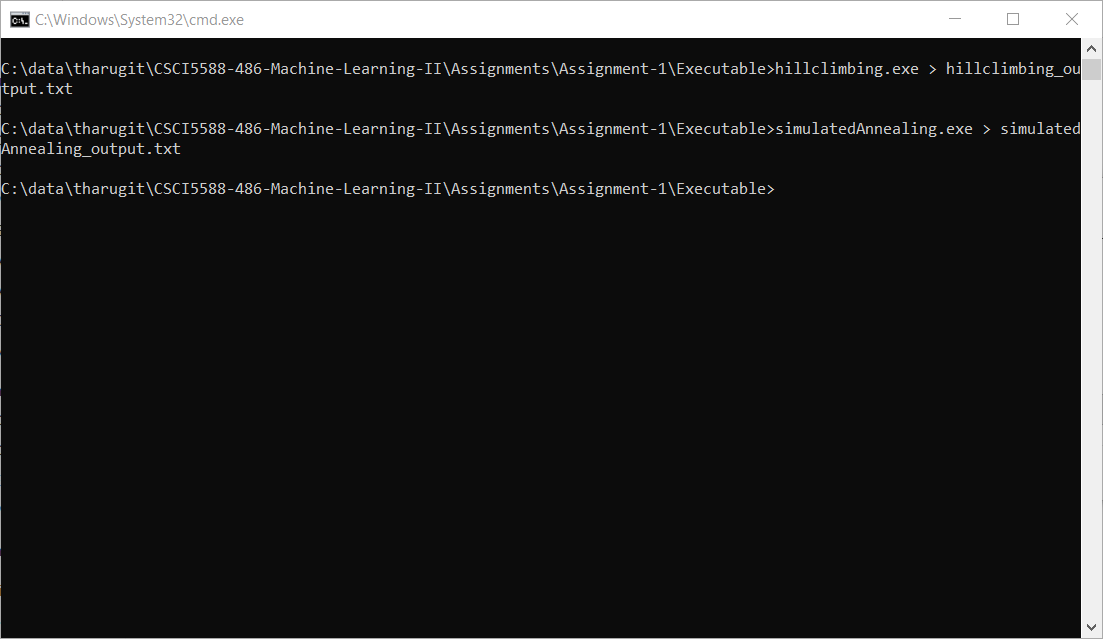 C:\Windows\System32\cmd.exe
C:\data\tharugit\CSCI5588-486-Machine-Learning-II\Assignments\Assignment-1\Executable>hillclimbing.exe > hillclimbing_ou
tput.txt
C:\data\tharugit\CSCI5588-486-Machine-Learning-II\Assignments\Assignment-1\Executable>simulatedAnnealing.exe > simulated
Annealing_output.txt
C:\data\tharugit\CSCI5588-486-Machine-Learning-II\Assignments\Assignment-1\Executable>